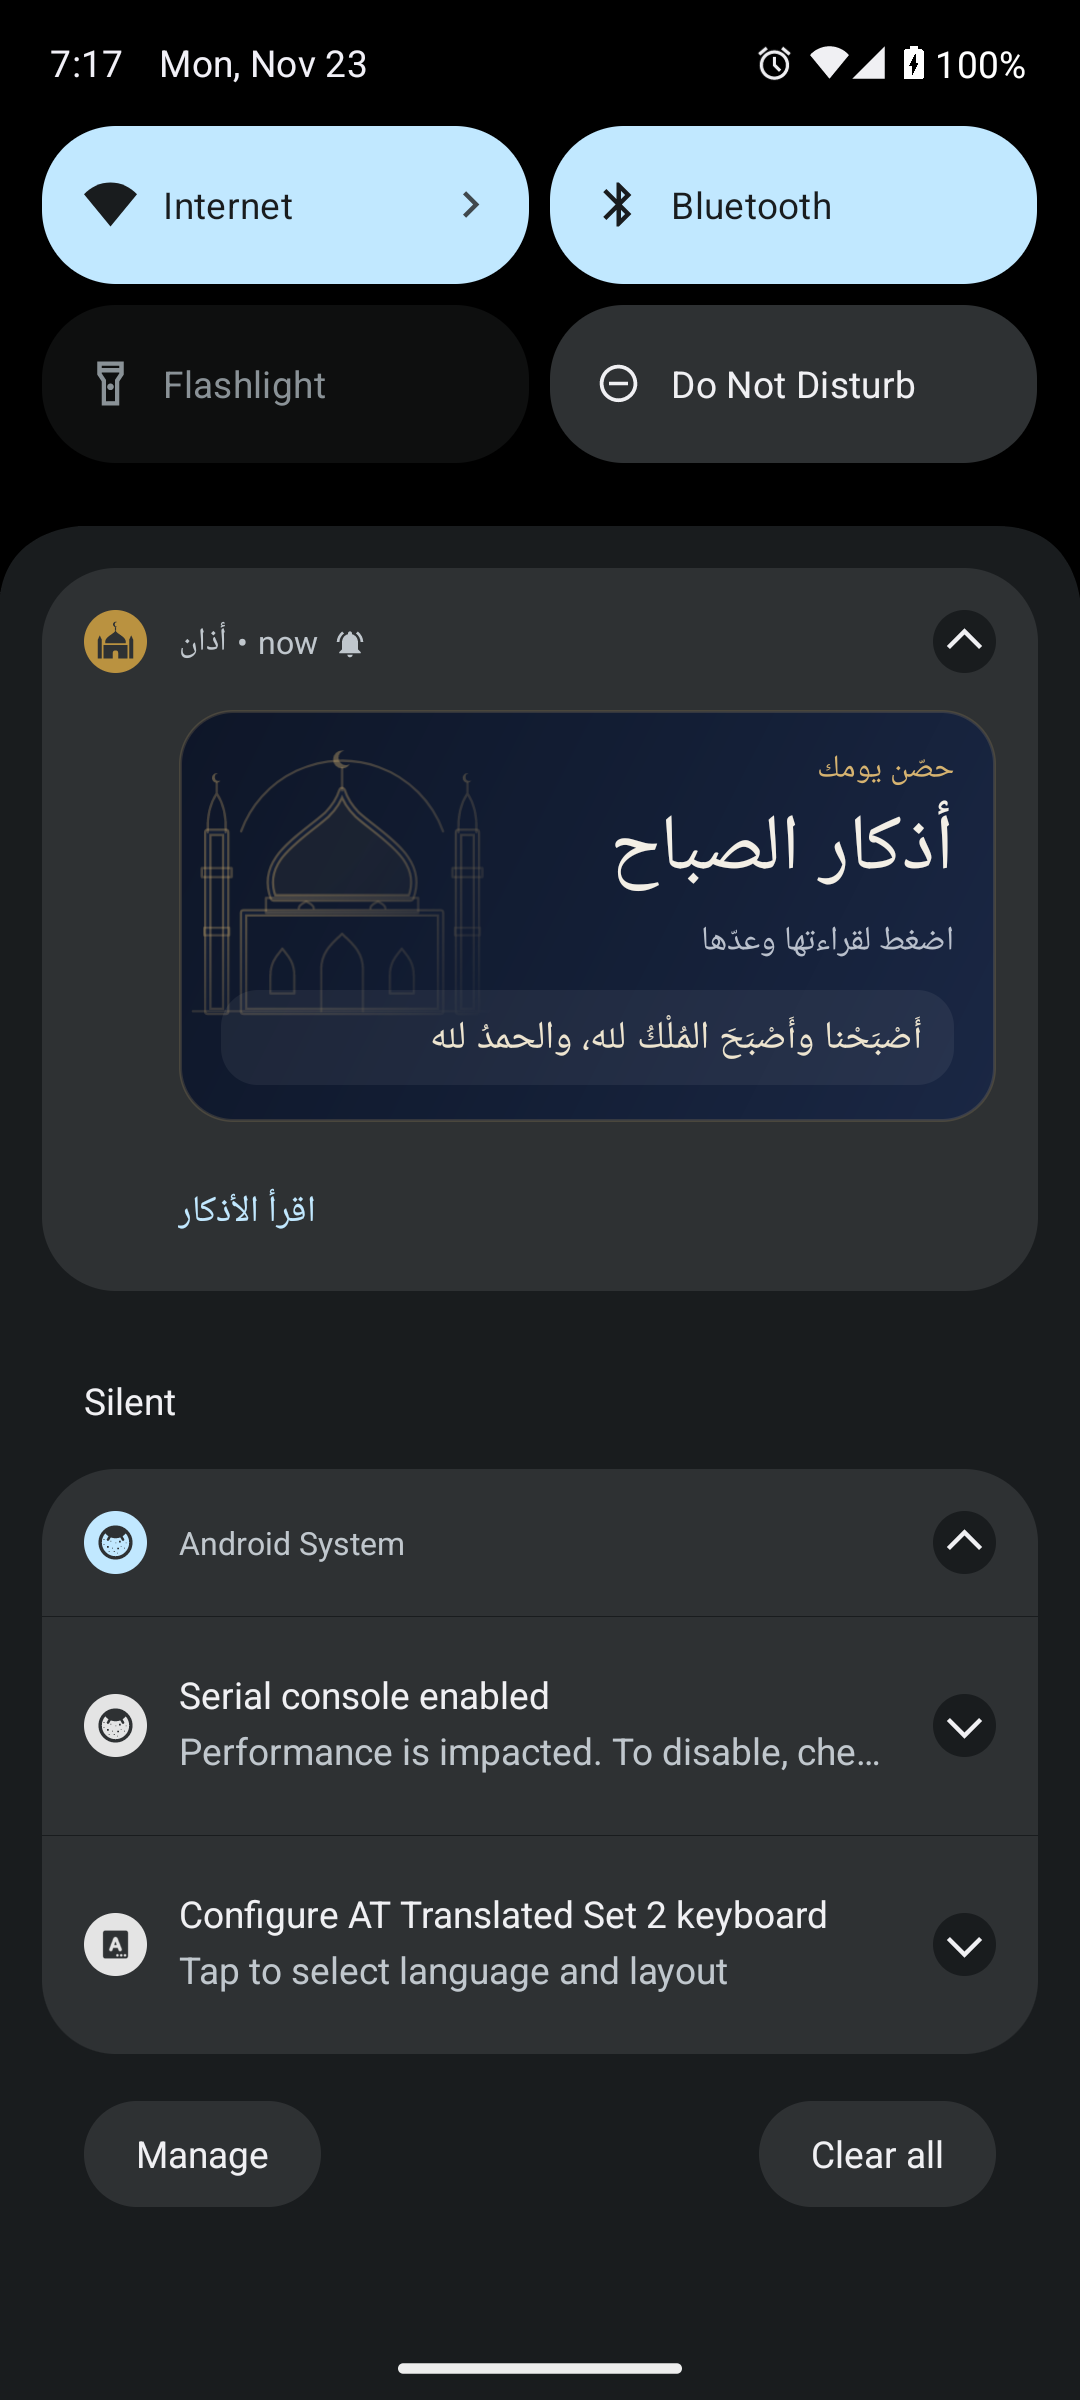 7:17 Mon, Nov 23 100%
Internet
Bluetooth
Flashlight
Do Not Disturb
أذان • now
حصّن يومك
أذكار الصباح
اضغط لقراءتها وعدّها
أَصْبَحْنا وأَصْبَحَ المُلْكُ لله، والحمدُ لله
اقرأ الأذكار
Silent
Android System
Serial console enabled
Performance is impacted. To disable, che…
Configure AT Translated Set 2 keyboard
Tap to select language and layout
Manage
Clear all